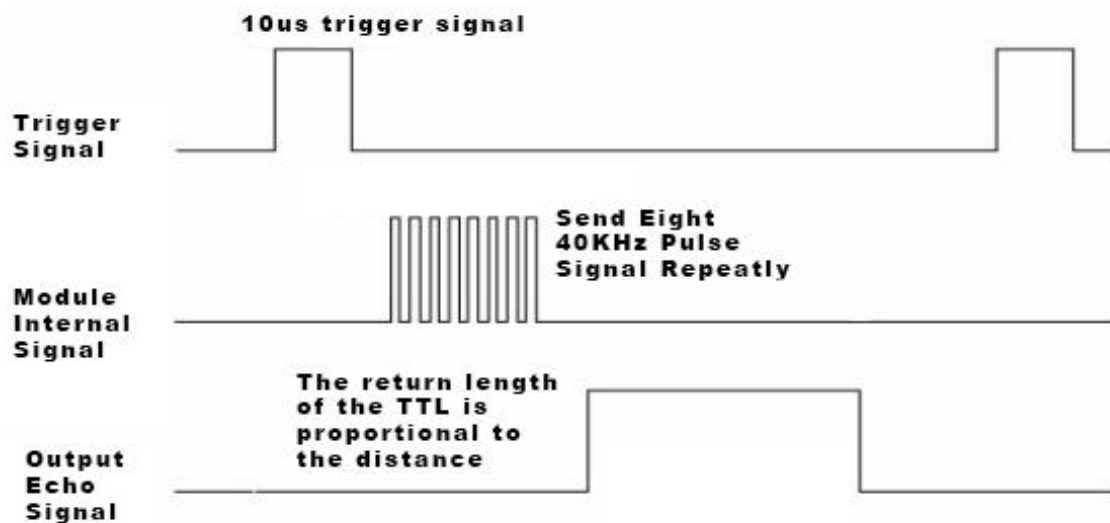 10us trigger signal
Trigger
Signal
Send Eight
40KHz Pulse
Signal Repeatly
Module
Internal
Signal
The return length
of the TTL is
proportional to
the distance
Output
Echo
Signal